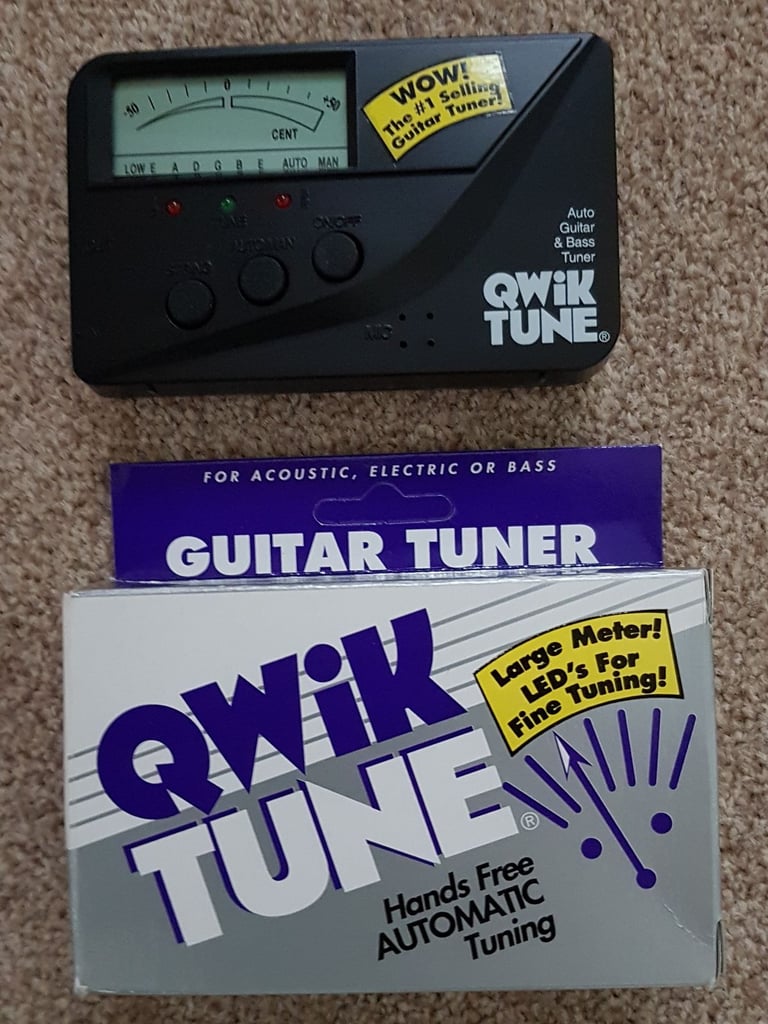 -50 0 +50
CENT
LOW E A D G B E AUTO MAN
WOW!
The #1 Selling
Guitar Tuner!
TUNE
ON/OFF
AUTO/MAN
STRING
MIC
Auto
Guitar
& Bass
Tuner
QWiK
TUNE®
FOR ACOUSTIC, ELECTRIC OR BASS
GUITAR TUNER
QWiK
TUNE®
Large Meter!
LED's For
Fine Tuning!
Hands Free
AUTOMATIC
Tuning